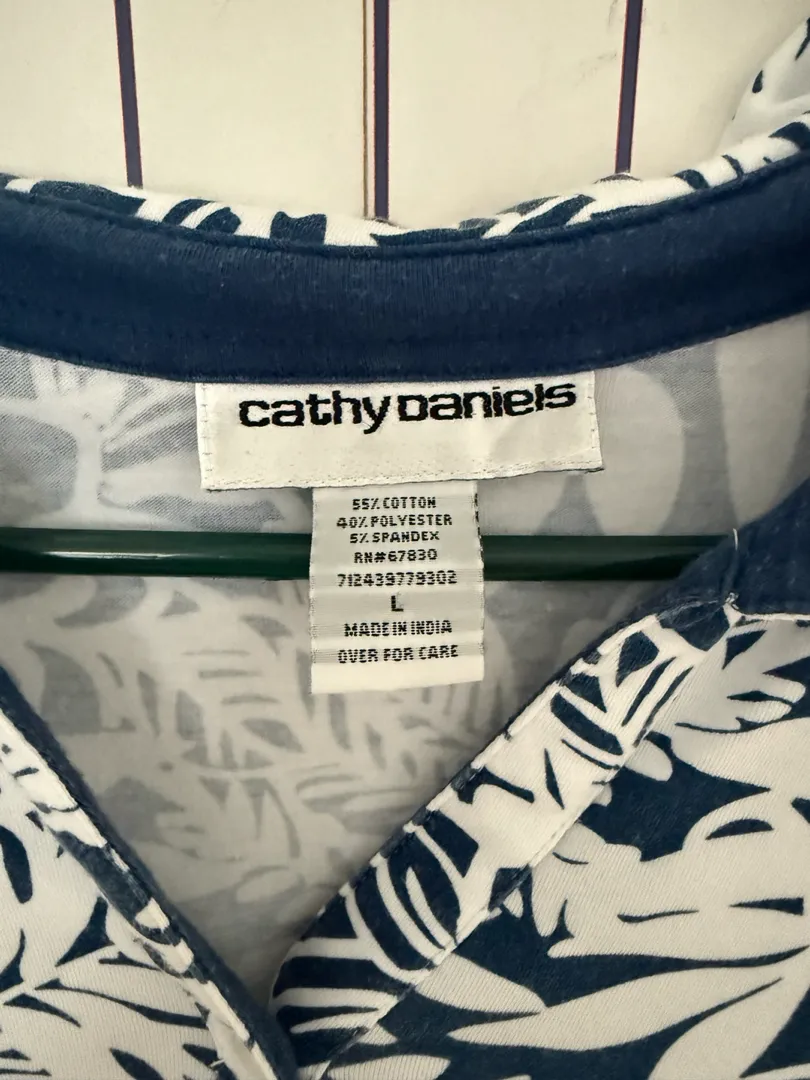 cathy Daniels
55% COTTON
40% POLYESTER
5% SPANDEX
RN#67830
712439779302
L
MADE IN INDIA
OVER FOR CARE